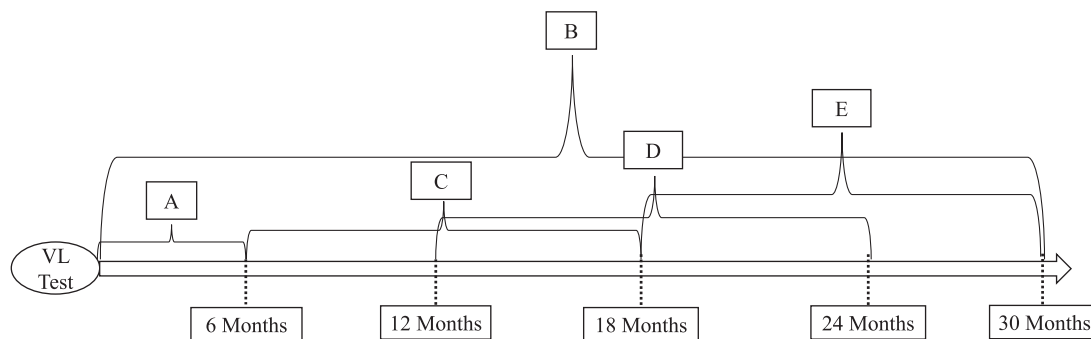 B
E
D
C
A
VL
Test
6 Months
12 Months
18 Months
24 Months
30 Months